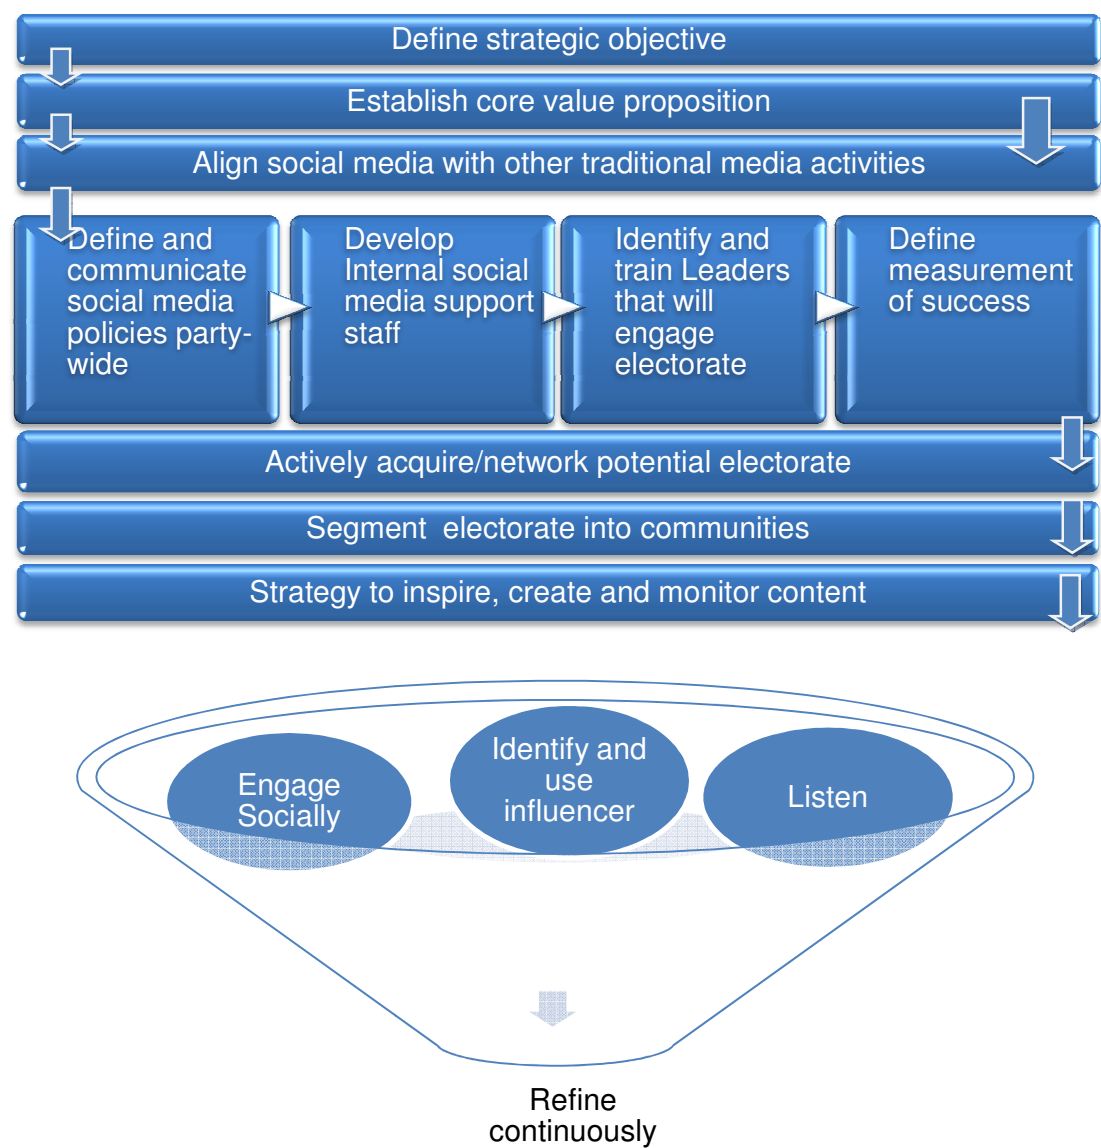 Define strategic objective
Establish core value proposition
Align social media with other traditional media activities
Define and
communicate
social media
policies party-
wide
Develop
Internal social
media support
staff
Identify and
train Leaders
that will
engage
electorate
Define
measurement
of success
Actively acquire/network potential electorate
Segment electorate into communities
Strategy to inspire, create and monitor content
Engage
Socially
Identify and
use
influencer
Listen
Refine
continuously